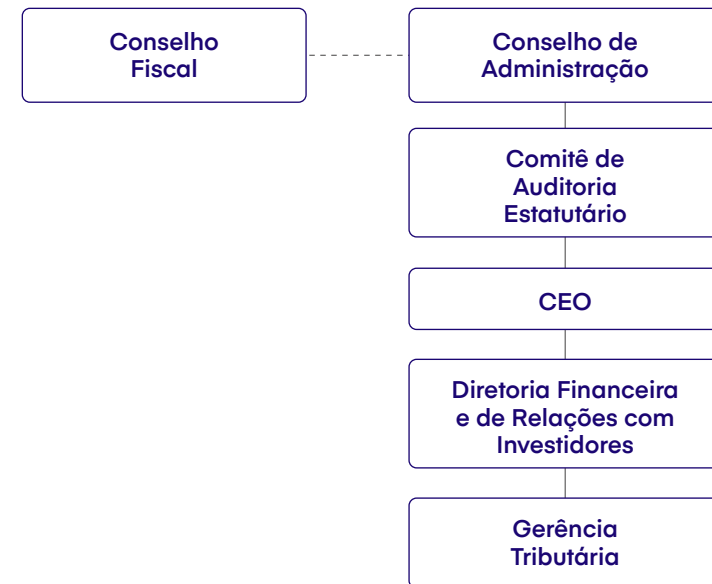 Conselho
Fiscal
Conselho de
Administração
Comitê de
Auditoria
Estatutário
CEO
Diretoria Financeira
e de Relações com
Investidores
Gerência
Tributária